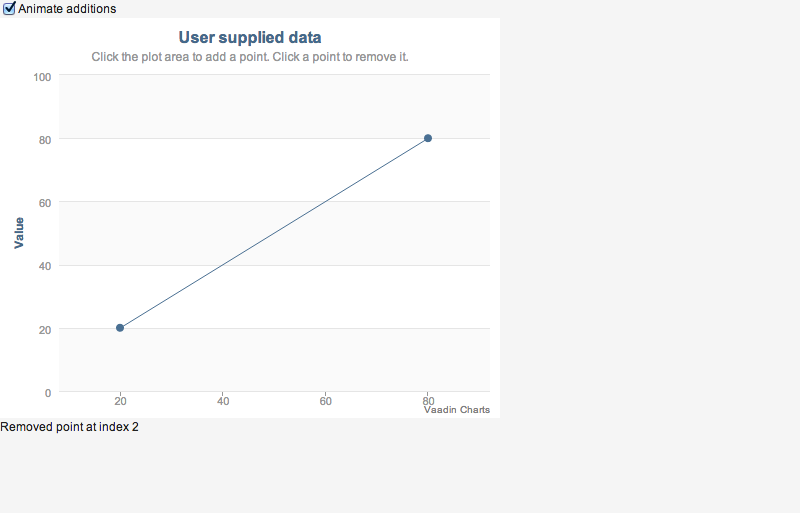 Animate additions
User supplied data
Click the plot area to add a point. Click a point to remove it.
100
80
60
40
20
0
Value
20 40 60 80
Vaadin Charts
Removed point at index 2